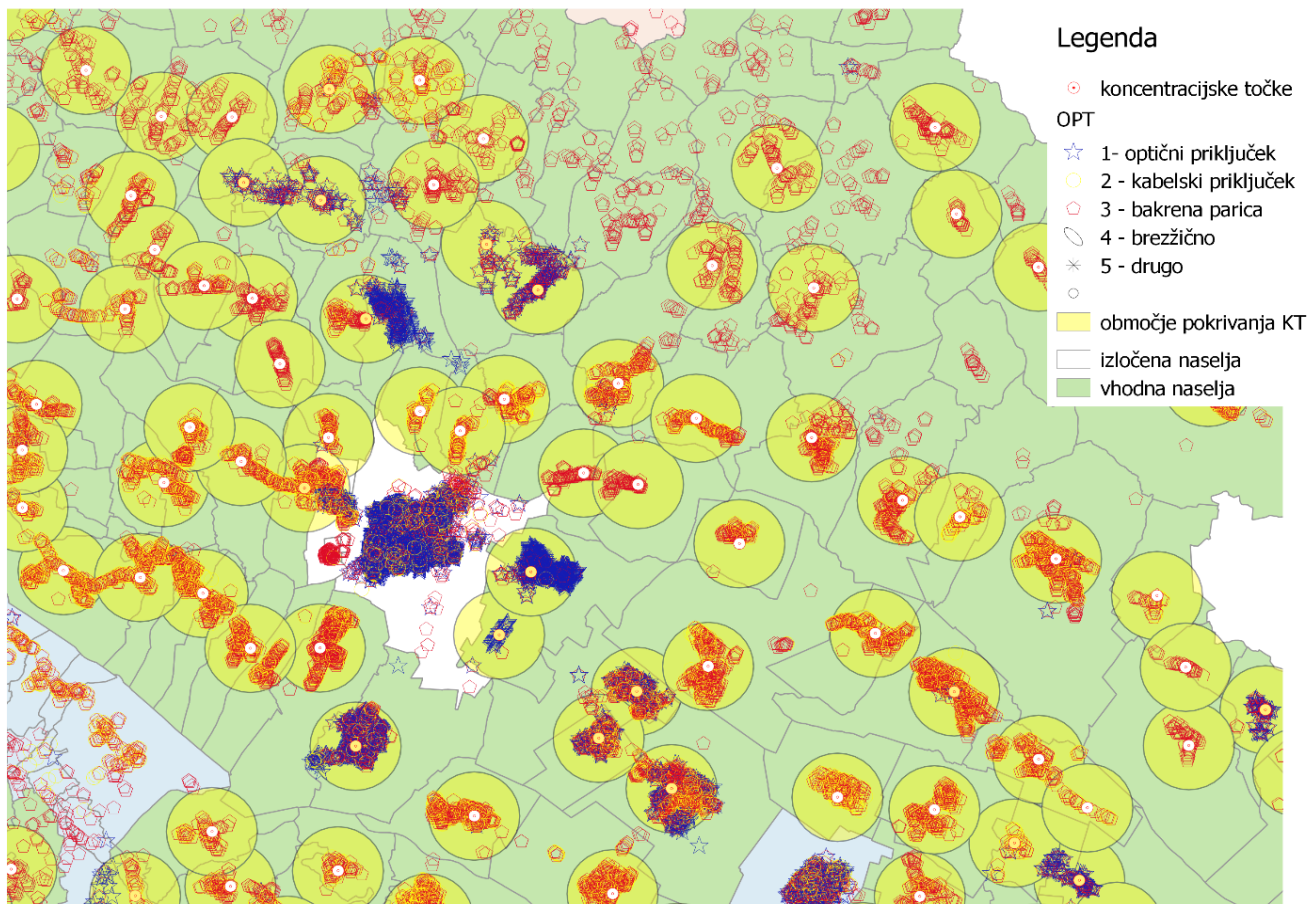 Legenda
koncentracijske točke
OPT
1- optični priključek
2 - kabelski priključek
3 - bakrena parica
4 - brezžično
5 - drugo
območje pokrivanja KT
izločena naselja
vhodna naselja